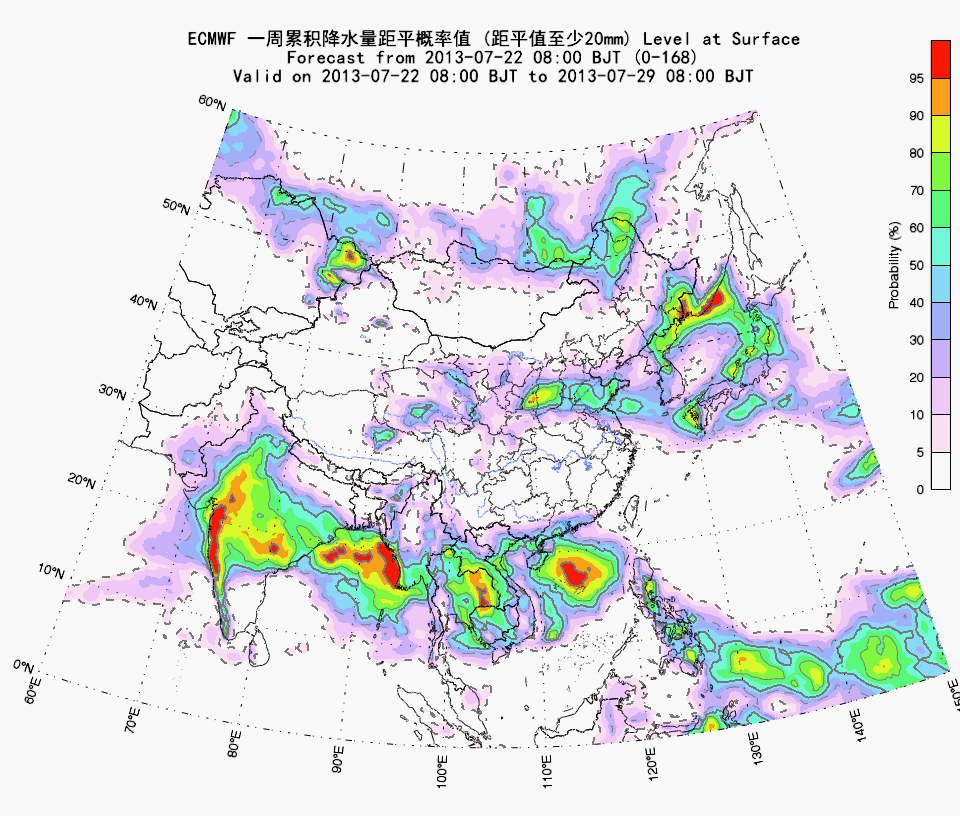 ECMWF 一周累积降水量距平概率值 (距平值至少20mm) Level at Surface
Forecast from 2013-07-22 08:00 BJT (0-168)
Valid on 2013-07-22 08:00 BJT to 2013-07-29 08:00 BJT
60°N
50°N
40°N
30°N
20°N
10°N
0°N
60°E
70°E
80°E
90°E
100°E
110°E
120°E
130°E
140°E
150°E
95
90
80
70
60
50
40
30
20
10
5
0
Probability (%)